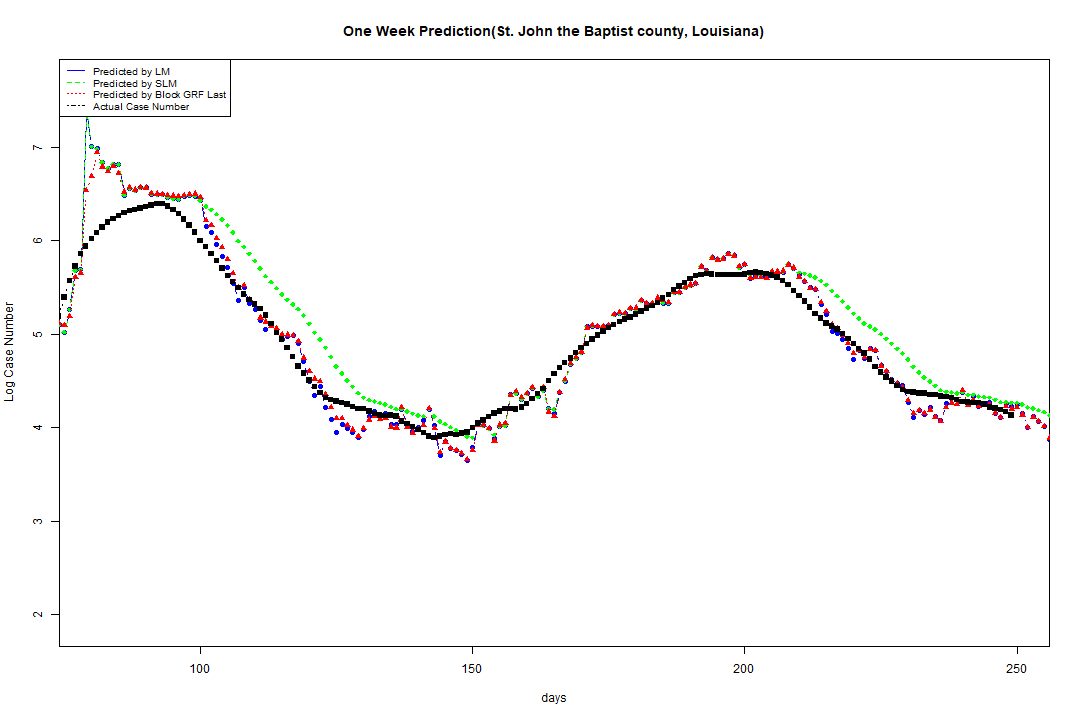 One Week Prediction(St. John the Baptist county, Louisiana)
Predicted by LM
Predicted by SLM
Predicted by Block GRF Last
Actual Case Number
7
6
5
4
3
2
Log Case Number
100
150
200
250
days